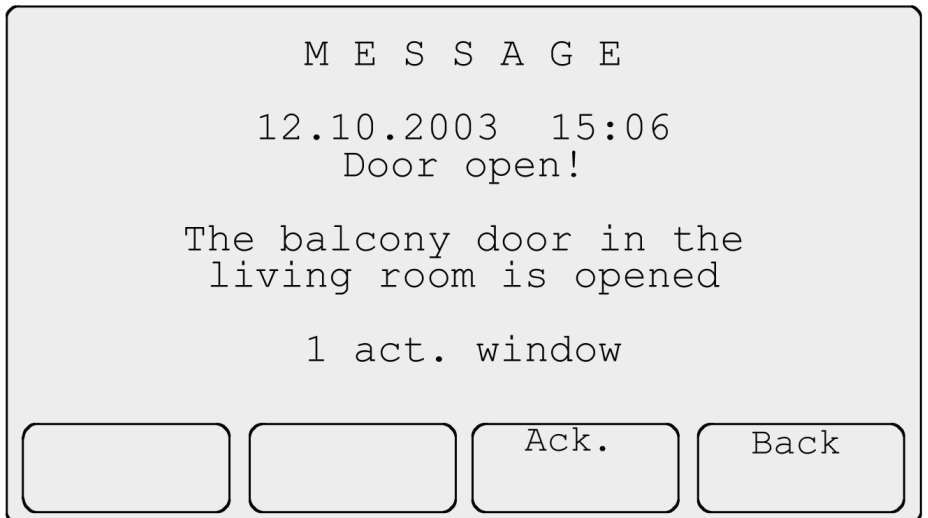 M E S S A G E
12.10.2003 15:06
Door open!
The balcony door in the
living room is opened
1 act. window
Ack. Back